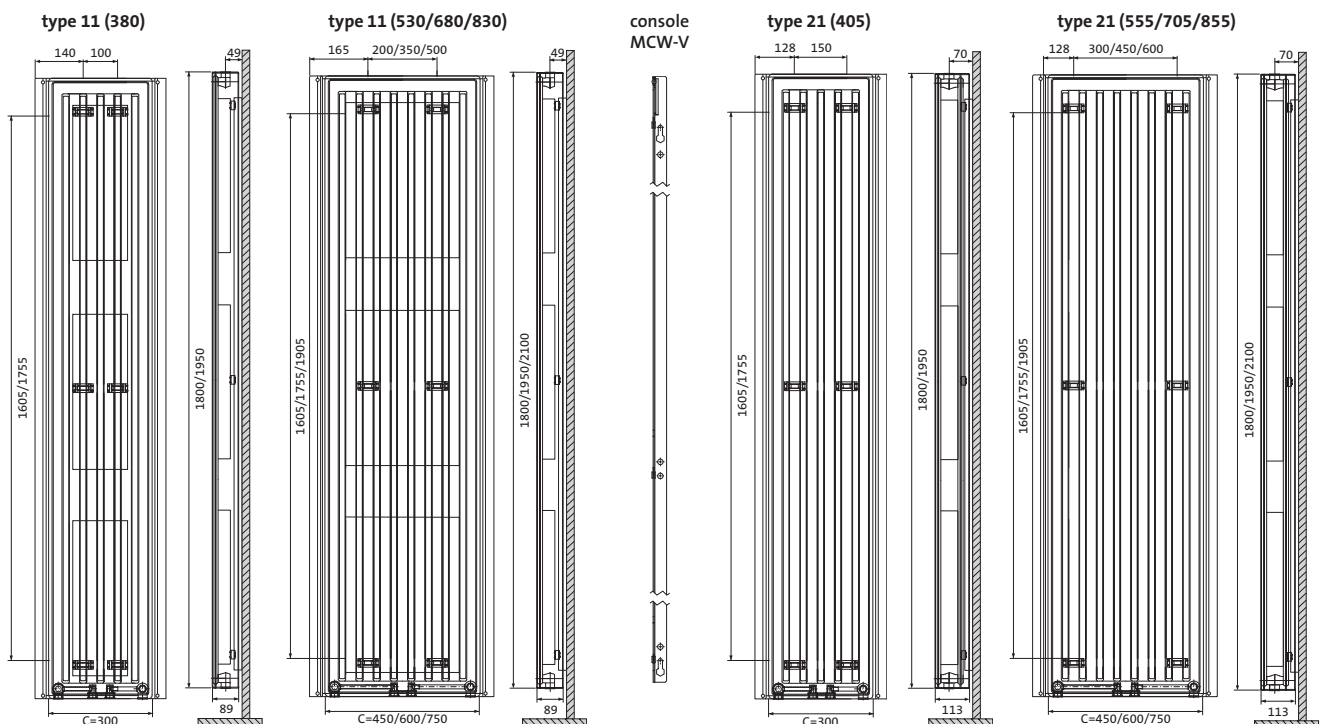 type 11 (380)
type 11 (530/680/830)
console
MCW-V
type 21 (405)
type 21 (555/705/855)
140
100
49
165
200/350/500
49
128
150
70
128
300/450/600
70
1605/1755
1800/1950
1605/1755/1905
1800/1950/2100
1605/1755
1800/1950
1605/1755/1905
1800/1950/2100
C=300
89
C=450/600/750
89
C=300
113
C=450/600/750
113